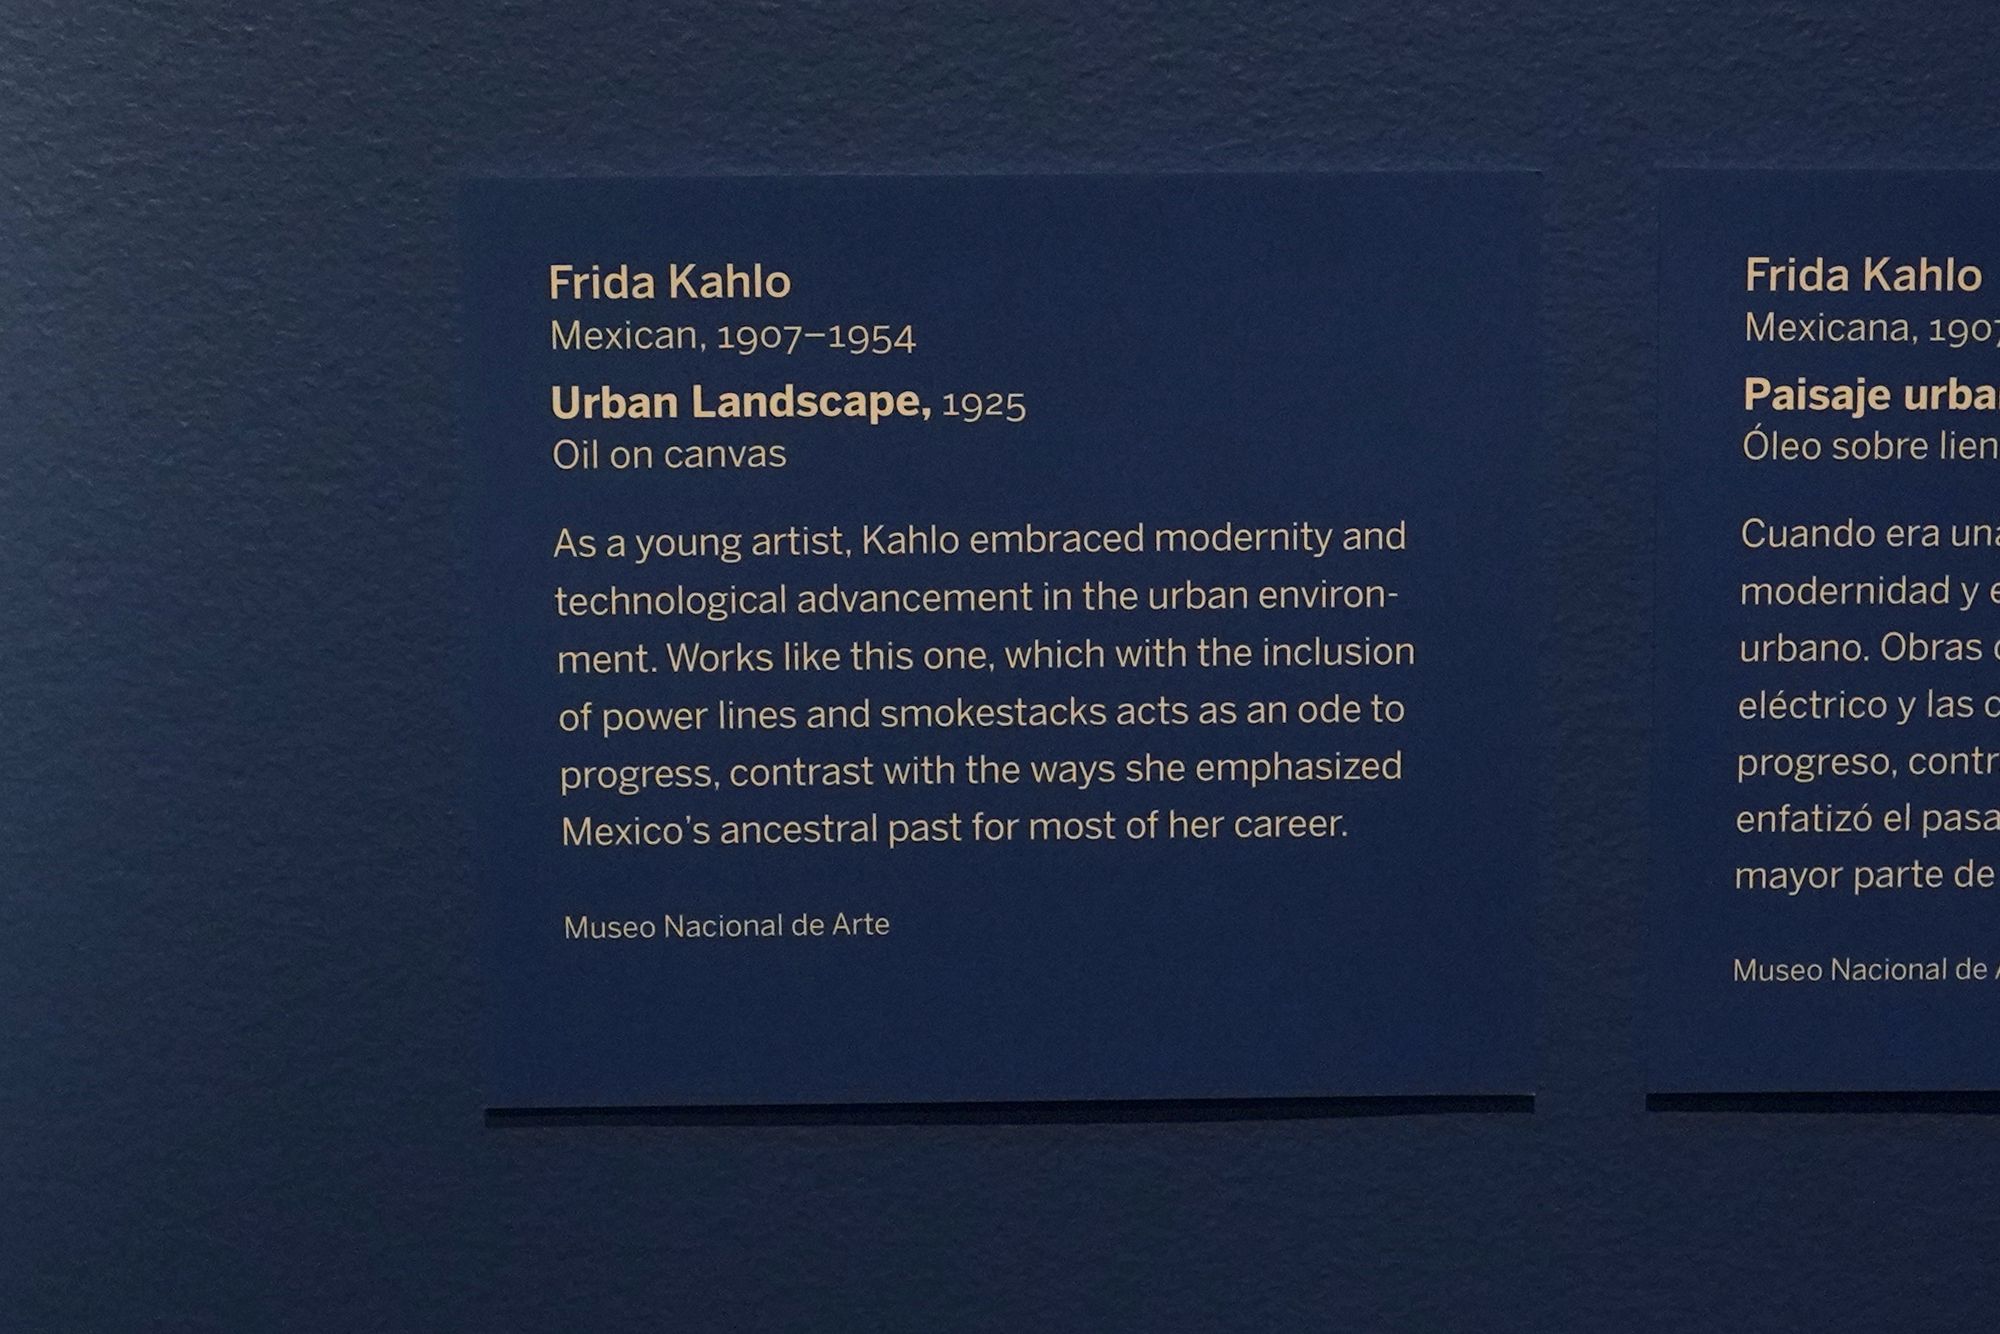 Frida Kahlo
Mexican, 1907–1954
Urban Landscape, 1925
Oil on canvas
As a young artist, Kahlo embraced modernity and
technological advancement in the urban environ-
ment. Works like this one, which with the inclusion
of power lines and smokestacks acts as an ode to
progress, contrast with the ways she emphasized
Mexico’s ancestral past for most of her career.
Museo Nacional de Arte
Frida Kahlo
Mexicana,
Paisaje
Óleo sobre
Cuando era
modernidad y
urbano. Obras
eléctrico y las
progreso,
enfatizó el
mayor parte de
Museo Nacional de